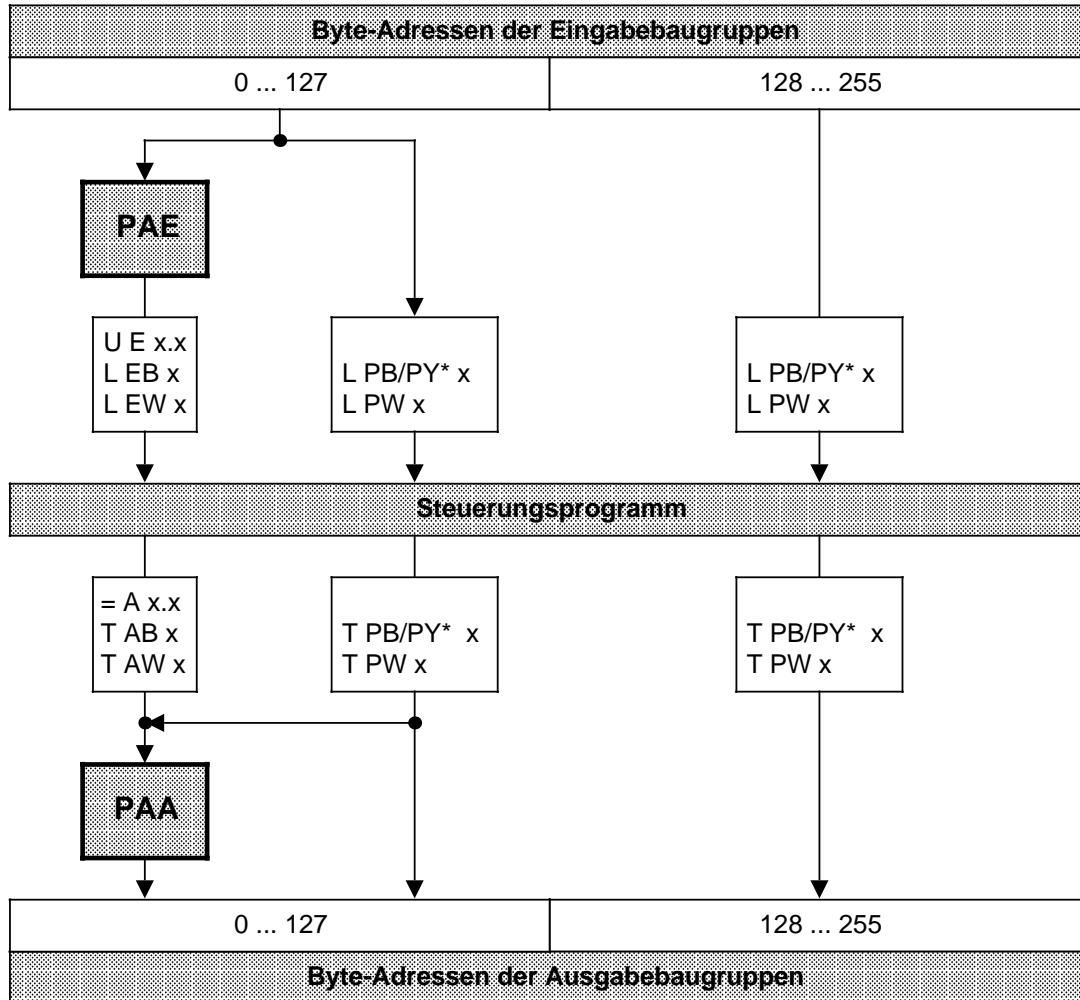 Byte-Adressen der Eingabebaugruppen
0 ... 127
128 ... 255
PAE
U E x.x
L EB x
L EW x
L PB/PY* x
L PW x
L PB/PY* x
L PW x
Steuerungsprogramm
= A x.x
T AB x
T AW x
T PB/PY* x
T PW x
T PB/PY* x
T PW x
PAA
0 ... 127
128 ... 255
Byte-Adressen der Ausgabebaugruppen